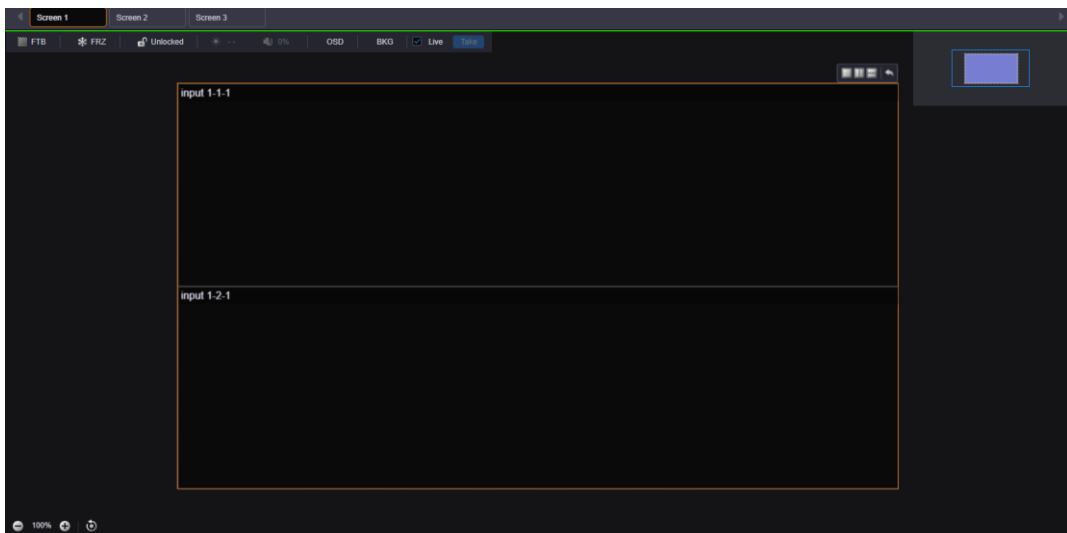 Screen 1 Screen 2 Screen 3
FTB FRZ Unlocked -- 0% OSD BKG Live Take
input 1-1-1
input 1-2-1
100%